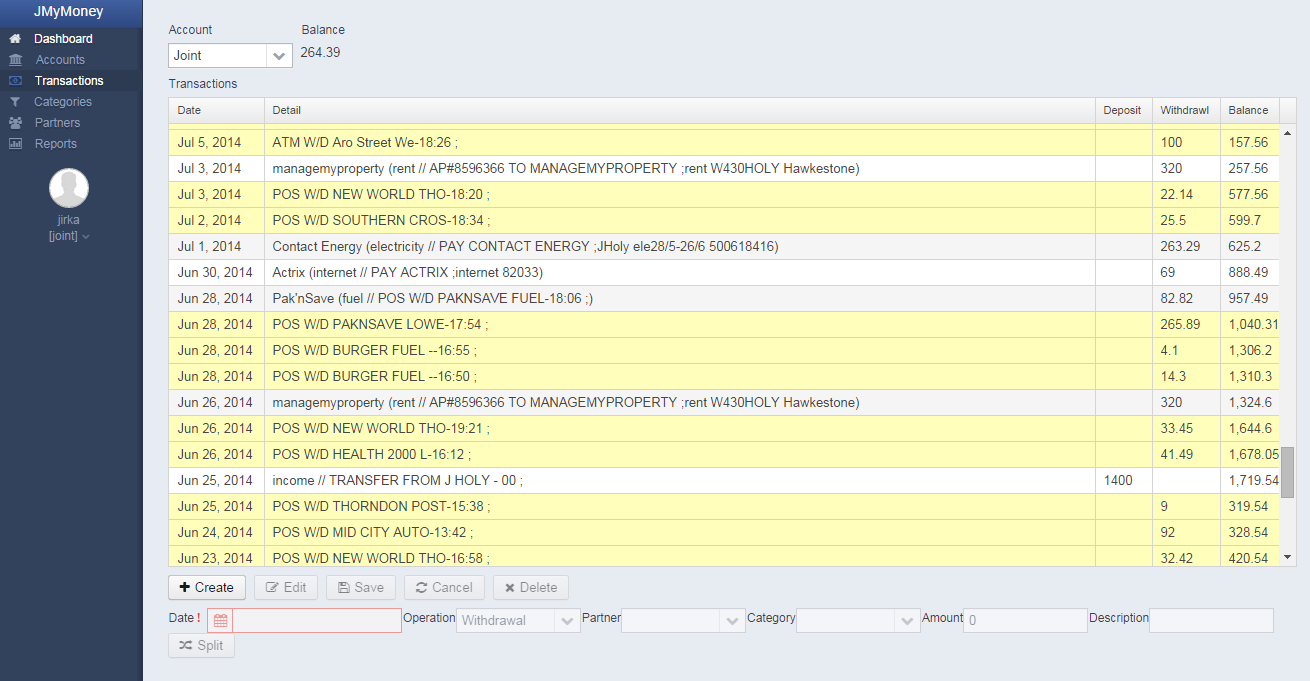 JMyMoney
Dashboard
Accounts
Transactions
Categories
Partners
Reports
jirka
[joint]
Account Balance
Joint 264.39
Transactions
Date Detail Deposit Withdrawl Balance
Jul 5, 2014 ATM W/D Aro Street We-18:26 ; 100 157.56
Jul 3, 2014 managemyproperty (rent // AP#8596366 TO MANAGEMYPROPERTY ;rent W430HOLY Hawkestone) 320 257.56
Jul 3, 2014 POS W/D NEW WORLD THO-18:20 ; 22.14 577.56
Jul 2, 2014 POS W/D SOUTHERN CROS-18:34 ; 25.5 599.7
Jul 1, 2014 Contact Energy (electricity // PAY CONTACT ENERGY ;JHoly ele28/5-26/6 500618416) 263.29 625.2
Jun 30, 2014 Actrix (internet // PAY ACTRIX ;internet 82033) 69 888.49
Jun 28, 2014 Pak'nSave (fuel // POS W/D PAKNSAVE FUEL-18:06 ;) 82.82 957.49
Jun 28, 2014 POS W/D PAKNSAVE LOWE-17:54 ; 265.89 1,040.31
Jun 28, 2014 POS W/D BURGER FUEL --16:55 ; 4.1 1,306.2
Jun 28, 2014 POS W/D BURGER FUEL --16:50 ; 14.3 1,310.3
Jun 26, 2014 managemyproperty (rent // AP#8596366 TO MANAGEMYPROPERTY ;rent W430HOLY Hawkestone) 320 1,324.6
Jun 26, 2014 POS W/D NEW WORLD THO-19:21 ; 33.45 1,644.6
Jun 26, 2014 POS W/D HEALTH 2000 L-16:12 ; 41.49 1,678.05
Jun 25, 2014 income // TRANSFER FROM J HOLY - 00 ; 1400 1,719.54
Jun 25, 2014 POS W/D THORNDON POST-15:38 ; 9 319.54
Jun 24, 2014 POS W/D MID CITY AUTO-13:42 ; 92 328.54
Jun 23, 2014 POS W/D NEW WORLD THO-16:58 ; 32.42 420.54
Create Edit Save Cancel Delete
Date ! Operation Withdrawal Partner Category Amount 0 Description
Split